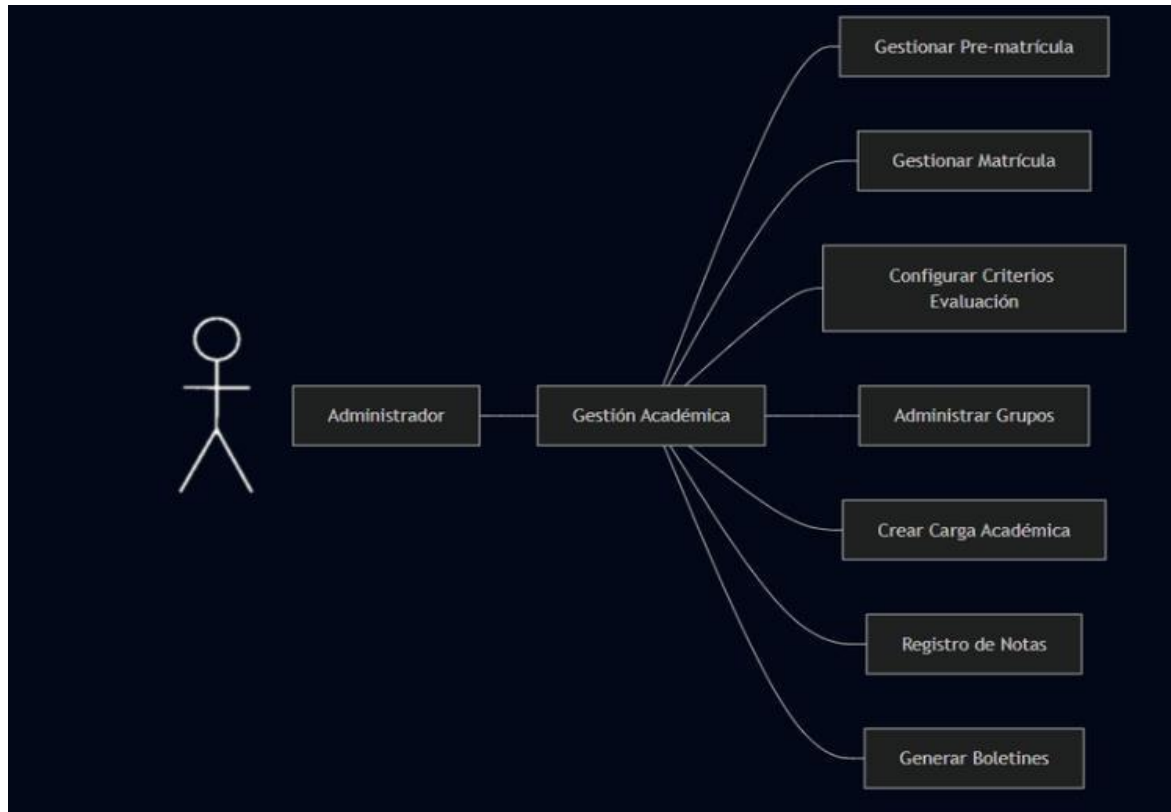 Gestionar Pre-matrícula
Gestionar Matrícula
Configurar Criterios
Evaluación
Administrador
Gestión Académica
Administrar Grupos
Crear Carga Académica
Registro de Notas
Generar Boletines